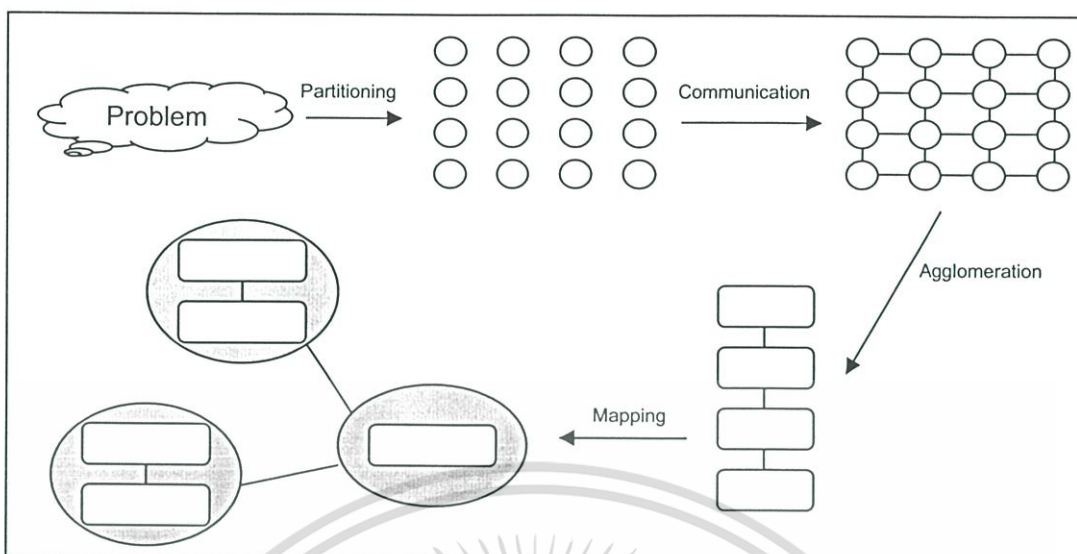 Problem
Partitioning
Communication
Agglomeration
Mapping